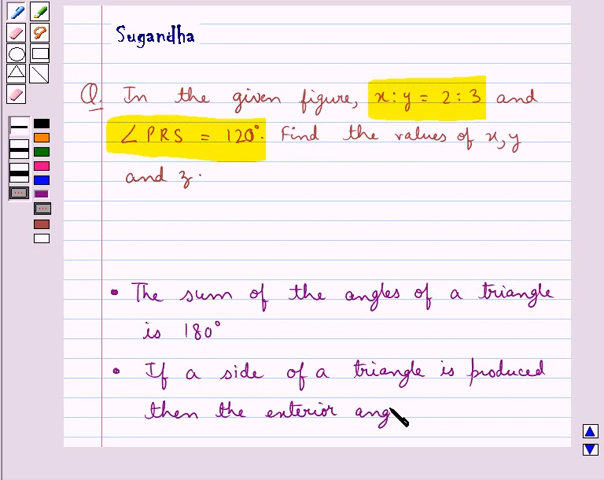 Sugandha
Q. In the given figure, x:y = 2:3 and
∠PRS = 120°. Find the values of x, y
and z.
• The sum of the angles of a triangle
is 180°
• If a side of a triangle is produced
then the exterior ang